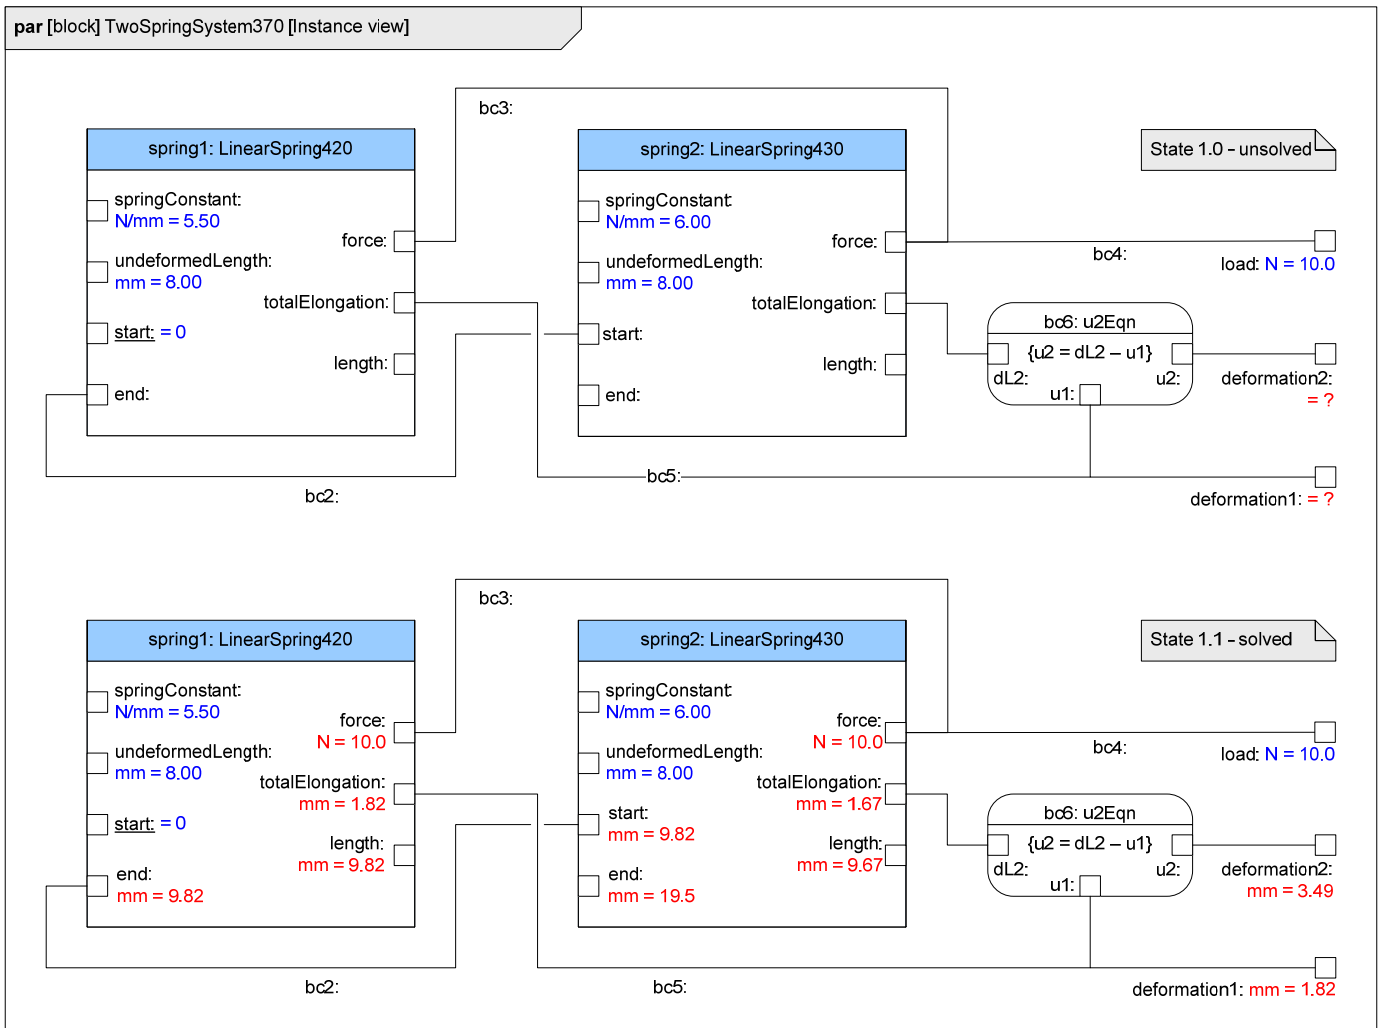 par [block] TwoSpringSystem370 [Instance view]
bc3:
spring1: LinearSpring420
springConstant:
N/mm = 5.50
force:
undeformedLength:
mm = 8.00
totalElongation:
start: = 0
length:
end:
bc2:
spring2: LinearSpring430
springConstant:
N/mm = 6.00
force:
undeformedLength:
mm = 8.00
totalElongation:
start:
length:
end:
bc5:
State 1.0 - unsolved
bc4:
load: N = 10.0
bc6: u2Eqn
{u2 = dL2 – u1}
dL2:
u2:
u1:
deformation2:
= ?
deformation1: = ?
bc3:
spring1: LinearSpring420
springConstant:
N/mm = 5.50
force:
N = 10.0
undeformedLength:
mm = 8.00
totalElongation:
mm = 1.82
start: = 0
length:
mm = 9.82
end:
mm = 9.82
bc2:
spring2: LinearSpring430
springConstant:
N/mm = 6.00
force:
N = 10.0
undeformedLength:
mm = 8.00
totalElongation:
mm = 1.67
start:
mm = 9.82
length:
mm = 9.67
end:
mm = 19.5
bc5:
State 1.1 - solved
bc4:
load: N = 10.0
bc6: u2Eqn
{u2 = dL2 – u1}
dL2:
u2:
u1:
deformation2:
mm = 3.49
deformation1: mm = 1.82